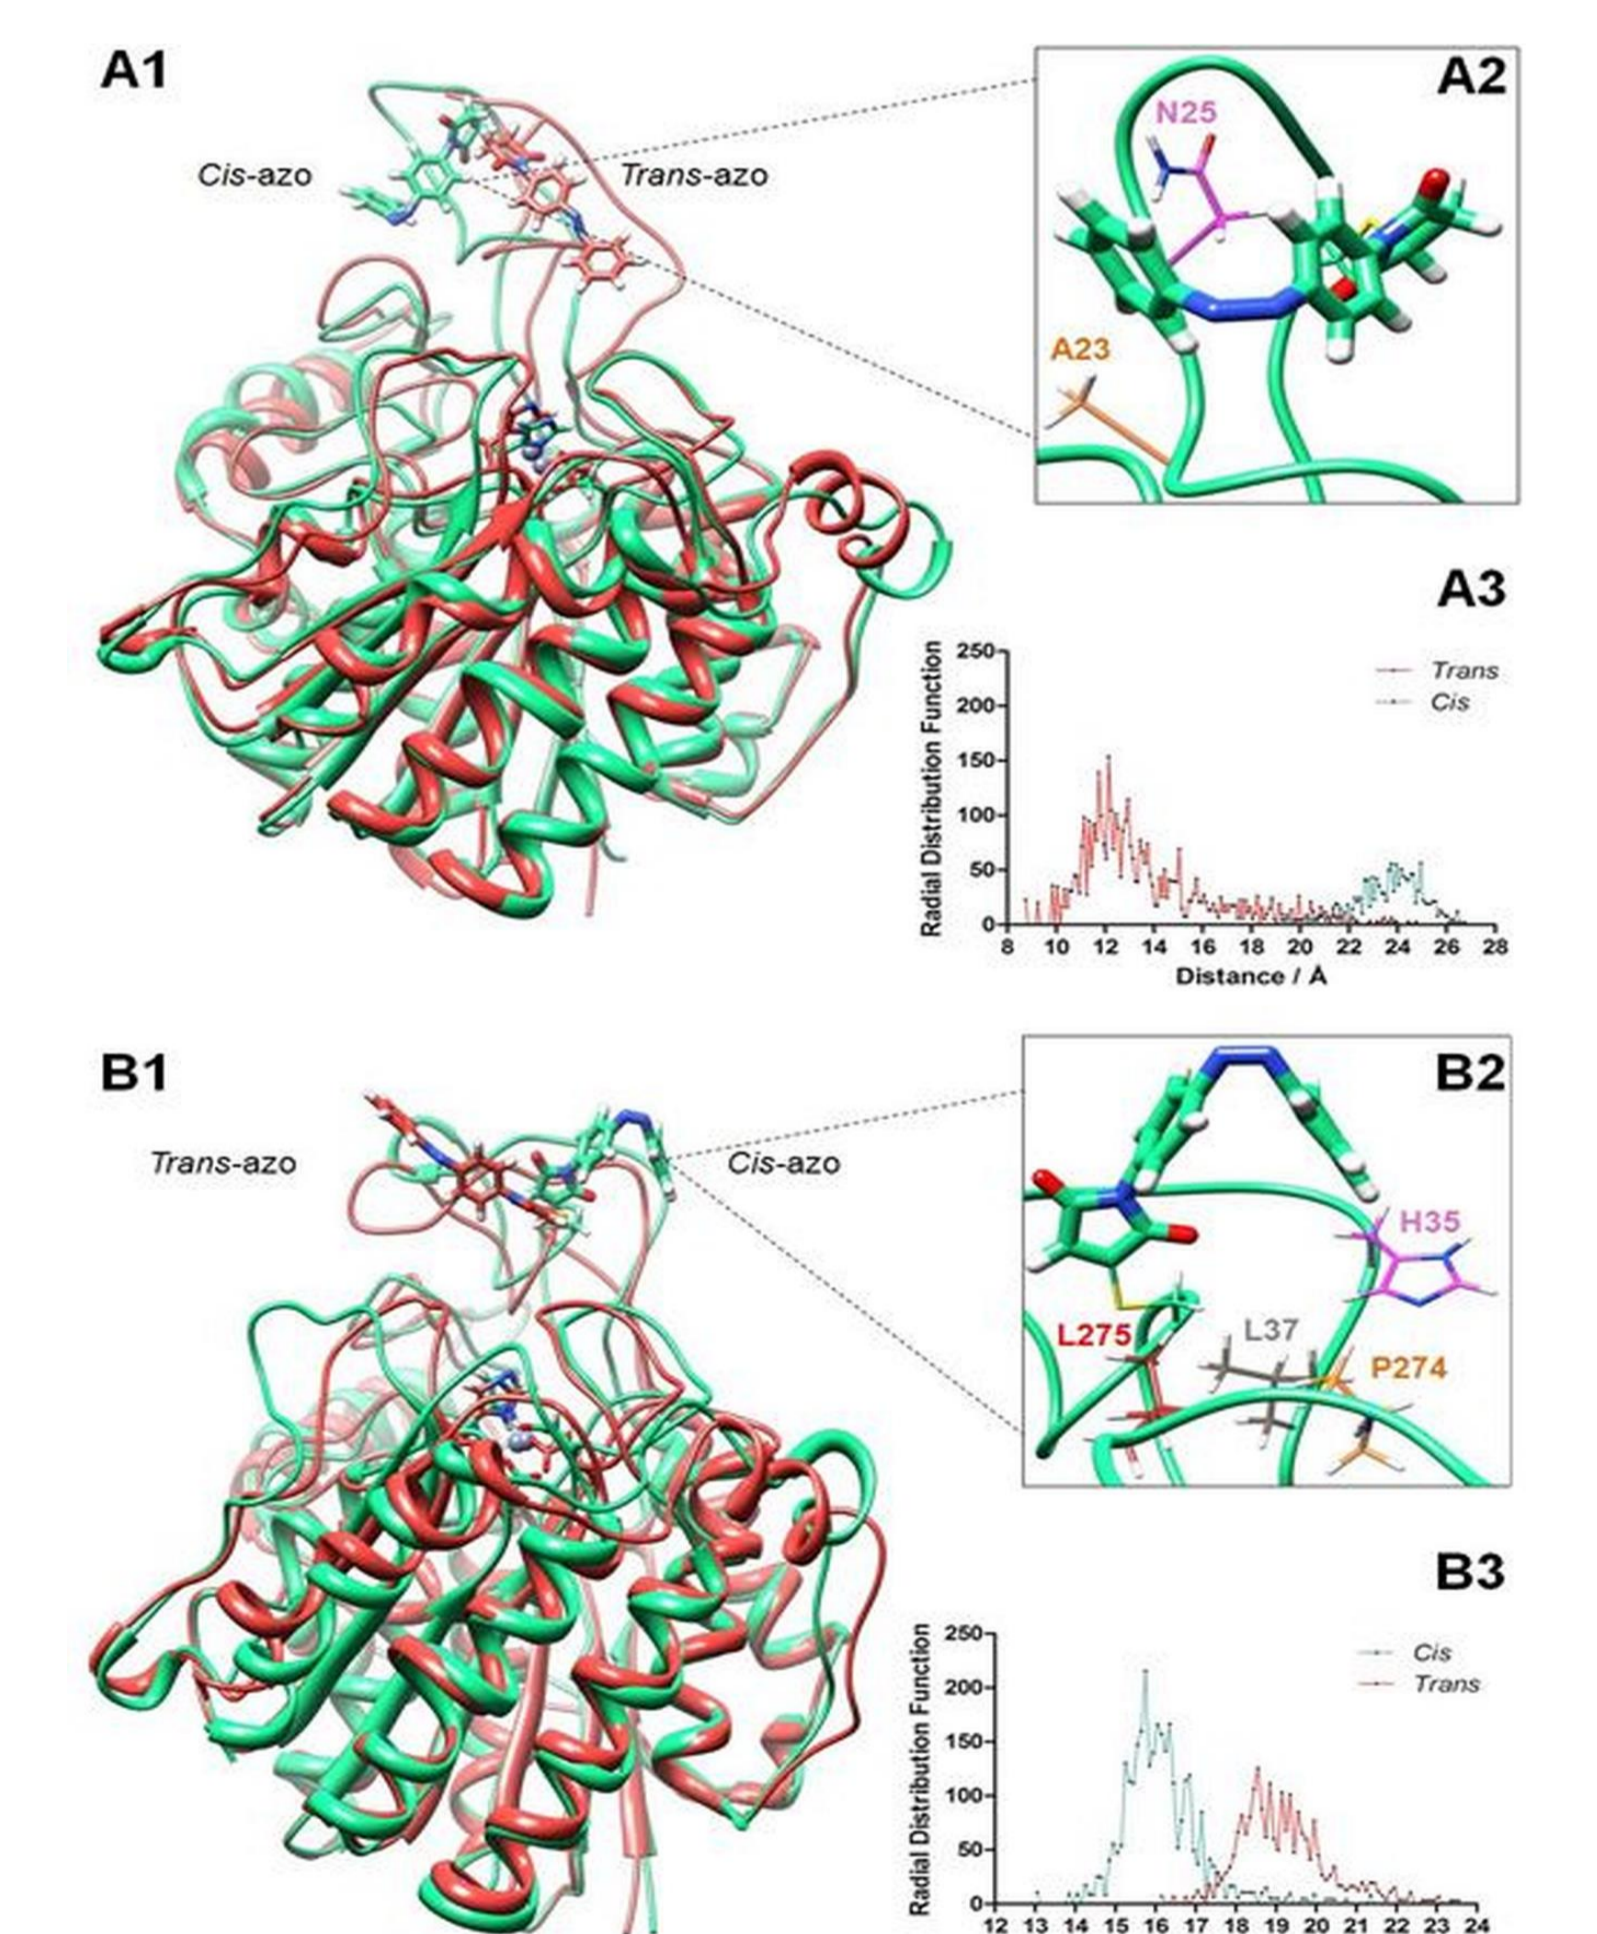 A1
A2
N25
Cis-azo
Trans-azo
A23
A3
Radial Distribution Function
250
200
150
100
50
0
Trans
Cis
8 10 12 14 16 18 20 22 24 26 28
Distance / Å
B1
B2
Trans-azo
Cis-azo
H35
L275
L37
P274
B3
Radial Distribution Function
250
200
150
100
50
0
Cis
Trans
12 13 14 15 16 17 18 19 20 21 22 23 24